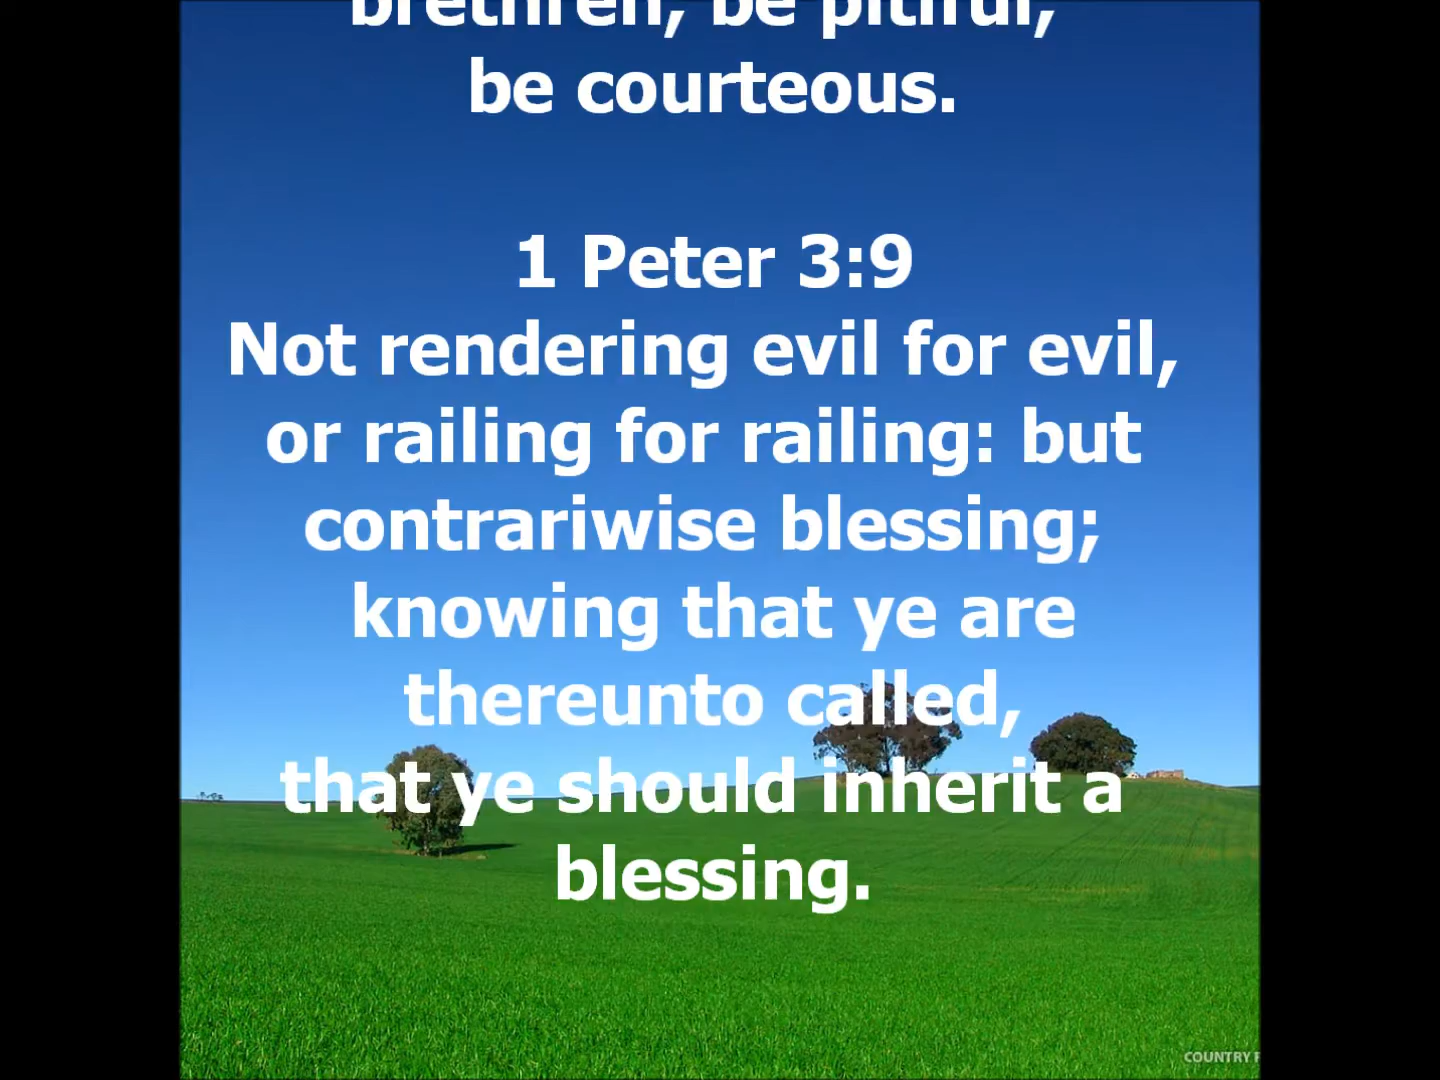 brethren, be pitiful,
be courteous.
1 Peter 3:9
Not rendering evil for evil,
or railing for railing: but
contrariwise blessing;
knowing that ye are
thereunto called,
that ye should inherit a
blessing.
COUNTRY